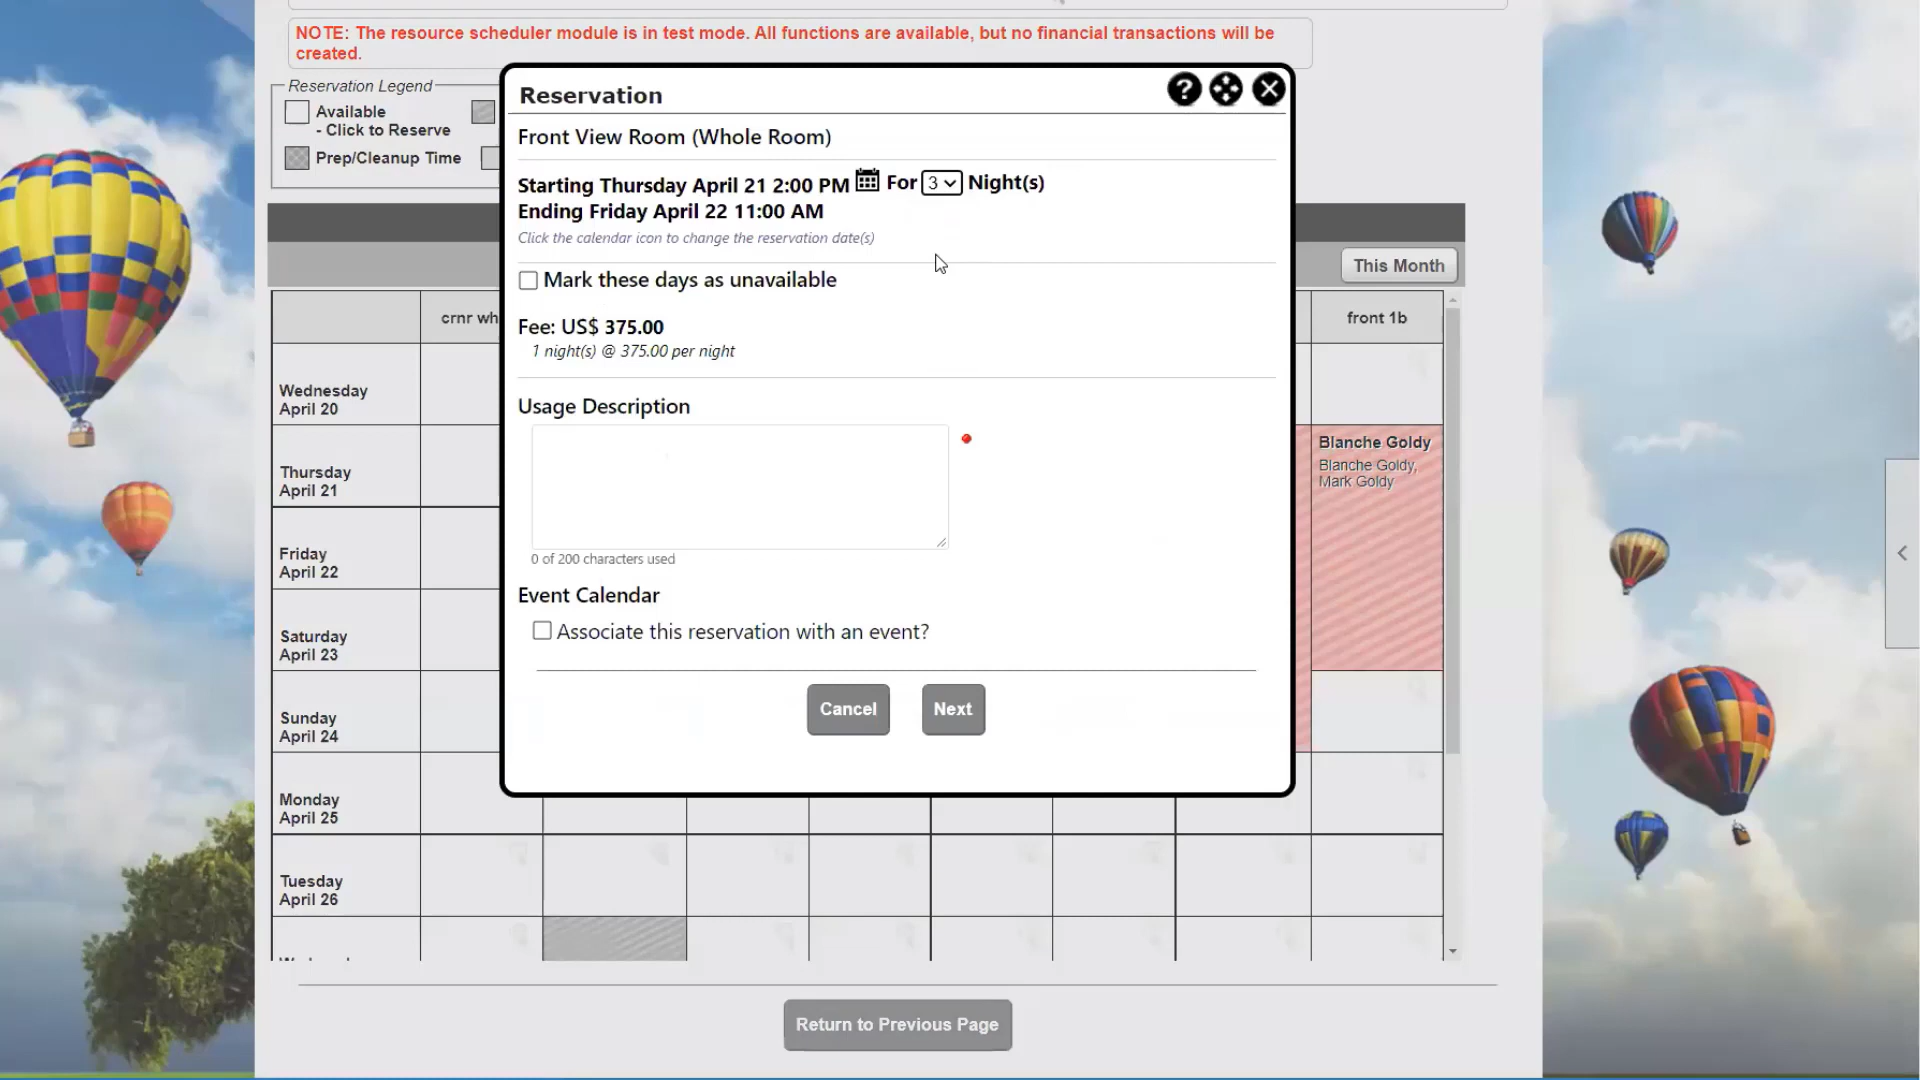 NOTE: The resource scheduler module is in test mode. All functions are available, but no financial transactions will be
created.
Reservation Legend
Available
- Click to Reserve
Prep/Cleanup Time
Reservation
Front View Room (Whole Room)
Starting Thursday April 21 2:00 PM For 3 Night(s)
Ending Friday April 22 11:00 AM
Click the calendar icon to change the reservation date(s)
Mark these days as unavailable
Fee: US$ 375.00
1 night(s) @ 375.00 per night
Usage Description
0 of 200 characters used
Event Calendar
Associate this reservation with an event?
Cancel
Next
This Month
crnr wh
front 1b
Wednesday
April 20
Thursday
April 21
Blanche Goldy
Blanche Goldy,
Mark Goldy
Friday
April 22
Saturday
April 23
Sunday
April 24
Monday
April 25
Tuesday
April 26
Return to Previous Page